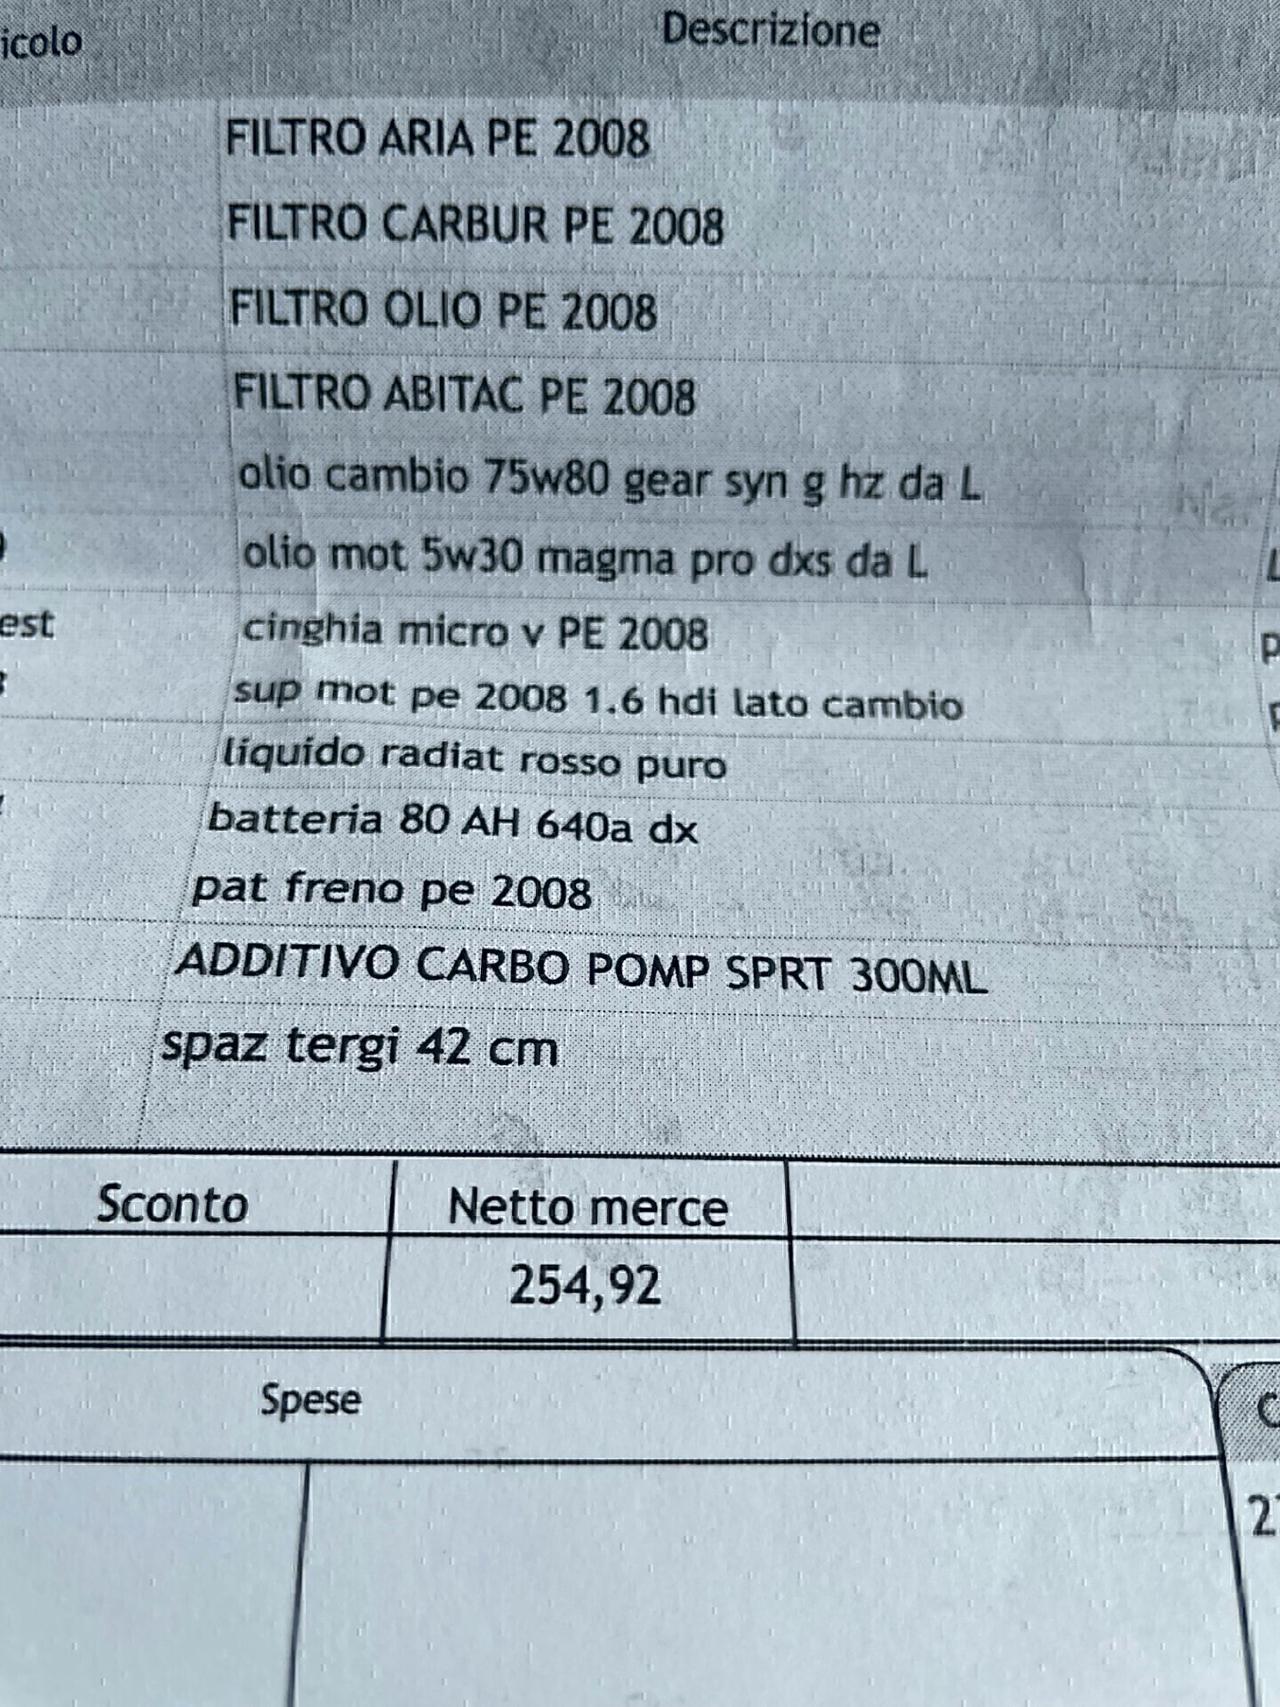 icolo Descrizione
FILTRO ARIA PE 2008
FILTRO CARBUR PE 2008
FILTRO OLIO PE 2008
FILTRO ABITAC PE 2008
olio cambio 75w80 gear syn g hz da L
olio mot 5w30 magma pro dxs da L
est cinghia micro v PE 2008
sup mot pe 2008 1.6 hdi lato cambio
liquido radiat rosso puro
batteria 80 AH 640a dx
pat freno pe 2008
ADDITIVO CARBO POMP SPRT 300ML
spaz tergi 42 cm
Sconto Netto merce
254,92
Spese